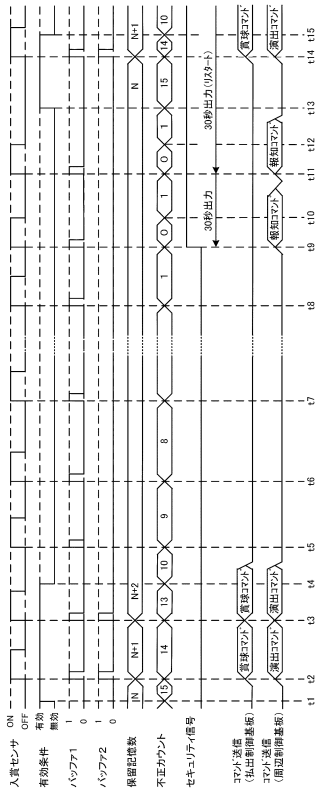 入賞センサ ON OFF
有効条件 有効 無効
バッファ1 1 0
バッファ2 1 0
保留記憶数 N N+1 N+2 N N+1
不正カウント 15 14 13 10 9 8 1 0 1 0 1 15 14 10
セキュリティ信号 30秒出力 30秒出力(リスタート)
コマンド送信
(払出制御基板) 賞球コマンド 賞球コマンド 賞球コマンド
コマンド送信
(周辺制御基板) 演出コマンド 演出コマンド 報知コマンド 報知コマンド 演出コマンド
t1 t2 t3 t4 t5 t6 t7 t8 t9 t10 t11 t12 t13 t14 t15